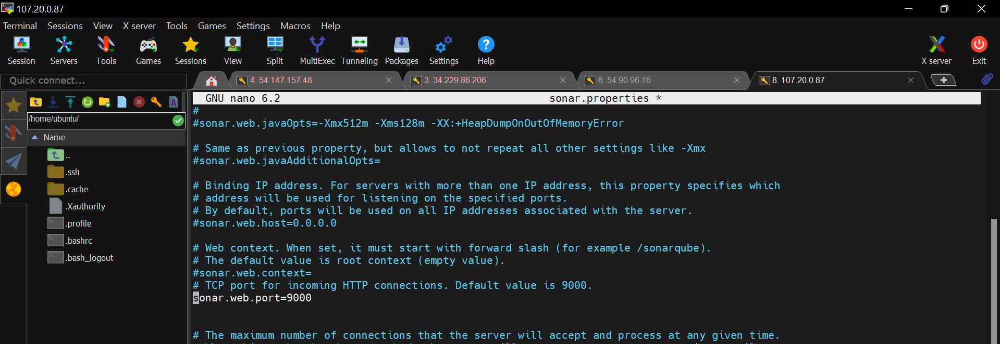 107.20.0.87
Terminal Sessions View X server Tools Games Settings Macros Help
Session Servers Tools Games Sessions View Split MultiExec Tunneling Packages Settings Help X server Exit
Quick connect...
4. 54.147.157.48
3. 34.229.86.206
6. 54.90.96.16
8. 107.20.0.87
/home/ubuntu/
Name
..
.ssh
.cache
.Xauthority
.profile
.bashrc
.bash_logout
GNU nano 6.2 sonar.properties *
#
#sonar.web.javaOpts=-Xmx512m -Xms128m -XX:+HeapDumpOnOutOfMemoryError
# Same as previous property, but allows to not repeat all other settings like -Xmx
#sonar.web.javaAdditionalOpts=
# Binding IP address. For servers with more than one IP address, this property specifies which
# address will be used for listening on the specified ports.
# By default, ports will be used on all IP addresses associated with the server.
#sonar.web.host=0.0.0.0
# Web context. When set, it must start with forward slash (for example /sonarqube).
# The default value is root context (empty value).
#sonar.web.context=
# TCP port for incoming HTTP connections. Default value is 9000.
sonar.web.port=9000
# The maximum number of connections that the server will accept and process at any given time.